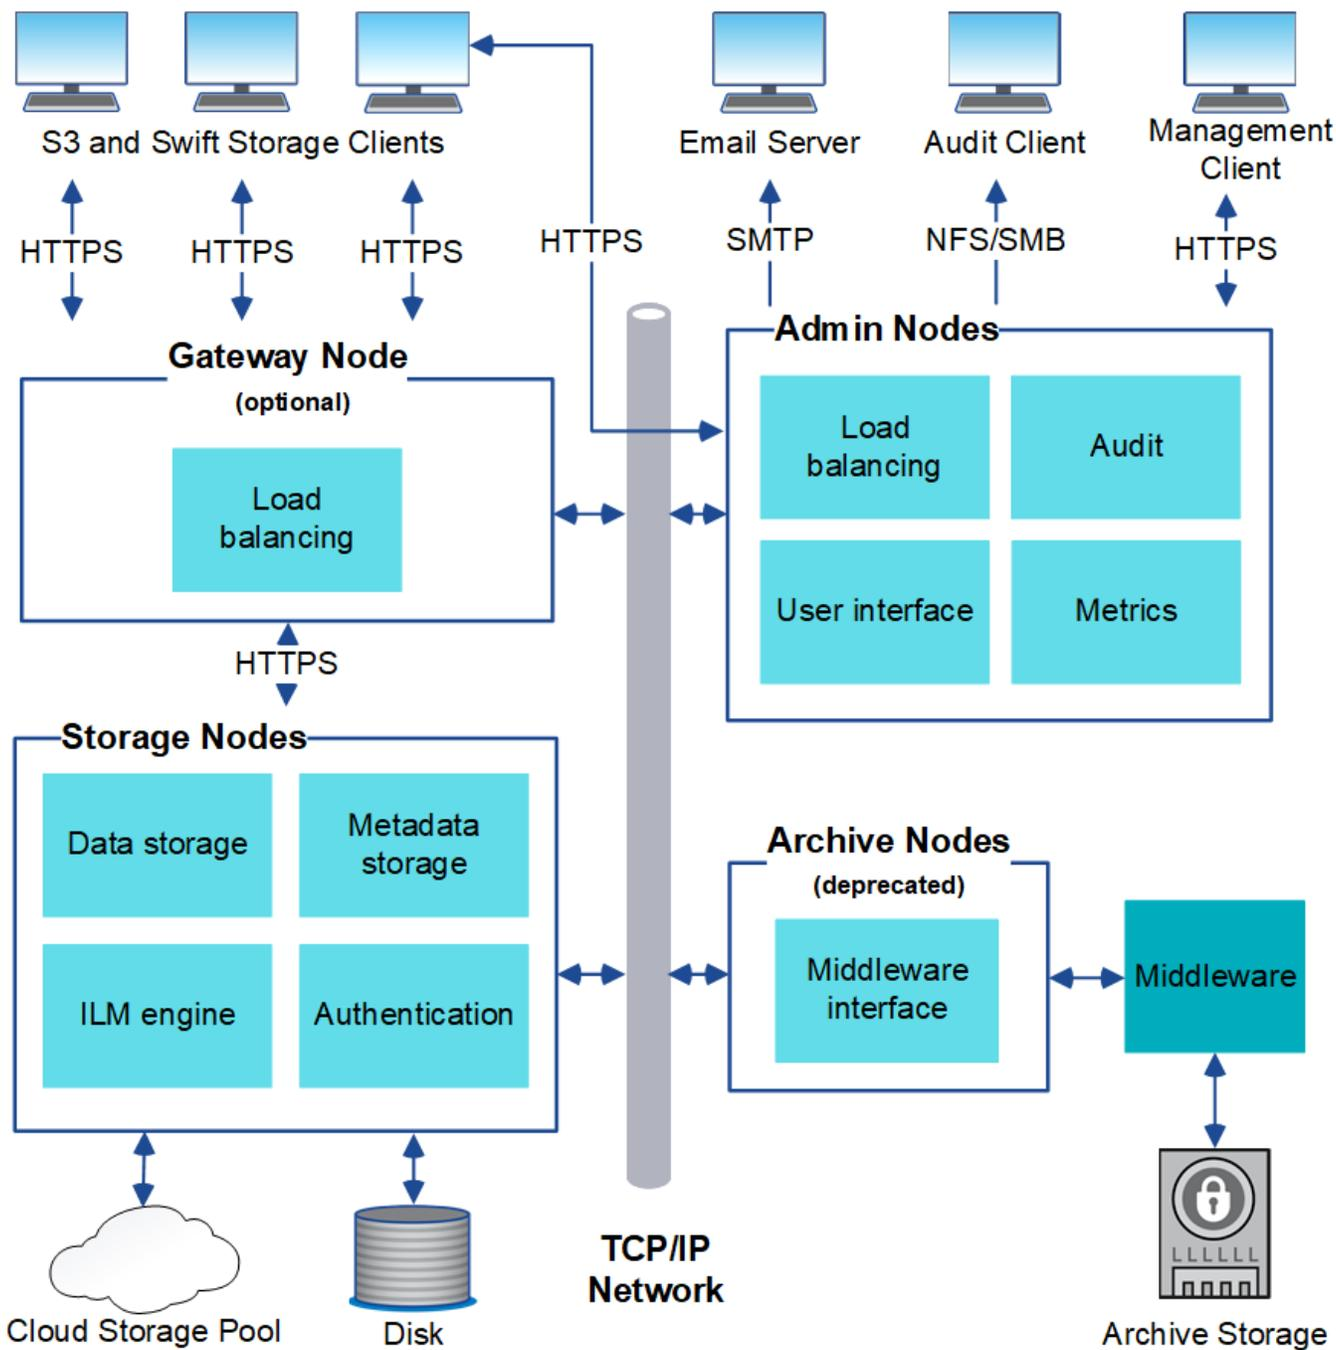 S3 and Swift Storage Clients
Email Server
Audit Client
Management
Client
HTTPS
HTTPS
HTTPS
HTTPS
SMTP
NFS/SMB
HTTPS
Gateway Node
(optional)
Load
balancing
Admin Nodes
Load
balancing
Audit
User interface
Metrics
HTTPS
Storage Nodes
Data storage
Metadata
storage
ILM engine
Authentication
Archive Nodes
(deprecated)
Middleware
interface
Middleware
Cloud Storage Pool
Disk
TCP/IP
Network
LLLLLL
Archive Storage